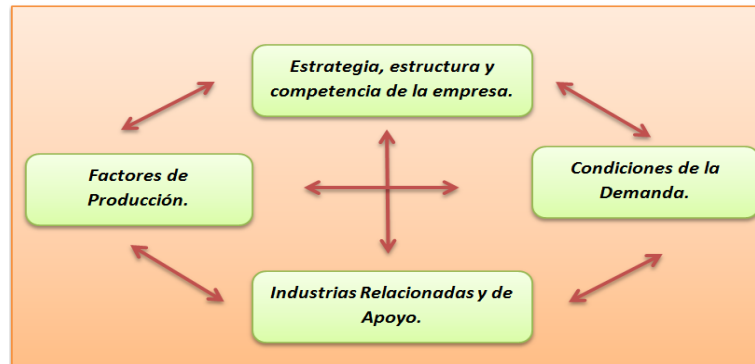 Estrategia, estructura y
competencia de la empresa.
Factores de
Producción.
Condiciones de la
Demanda.
Industrias Relacionadas y de
Apoyo.